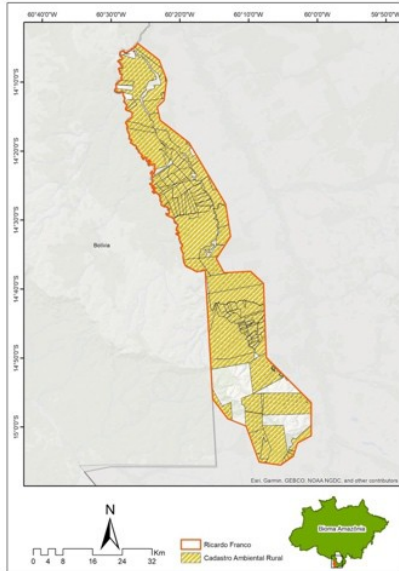 60°40'0"W 60°30'0"W 60°20'0"W 60°10'0"W 60°0'0"W 59°50'0"W
14°10'0"S
14°20'0"S
14°30'0"S
Bolívia
14°40'0"S
14°50'0"S
15°0'0"S
Esri, Garmin, GEBCO, NOAA NGDC, and other contributors
N
0 4 8 16 24 32
Km
Ricardo Franco
Cadastro Ambiental Rural
Bioma Amazônia